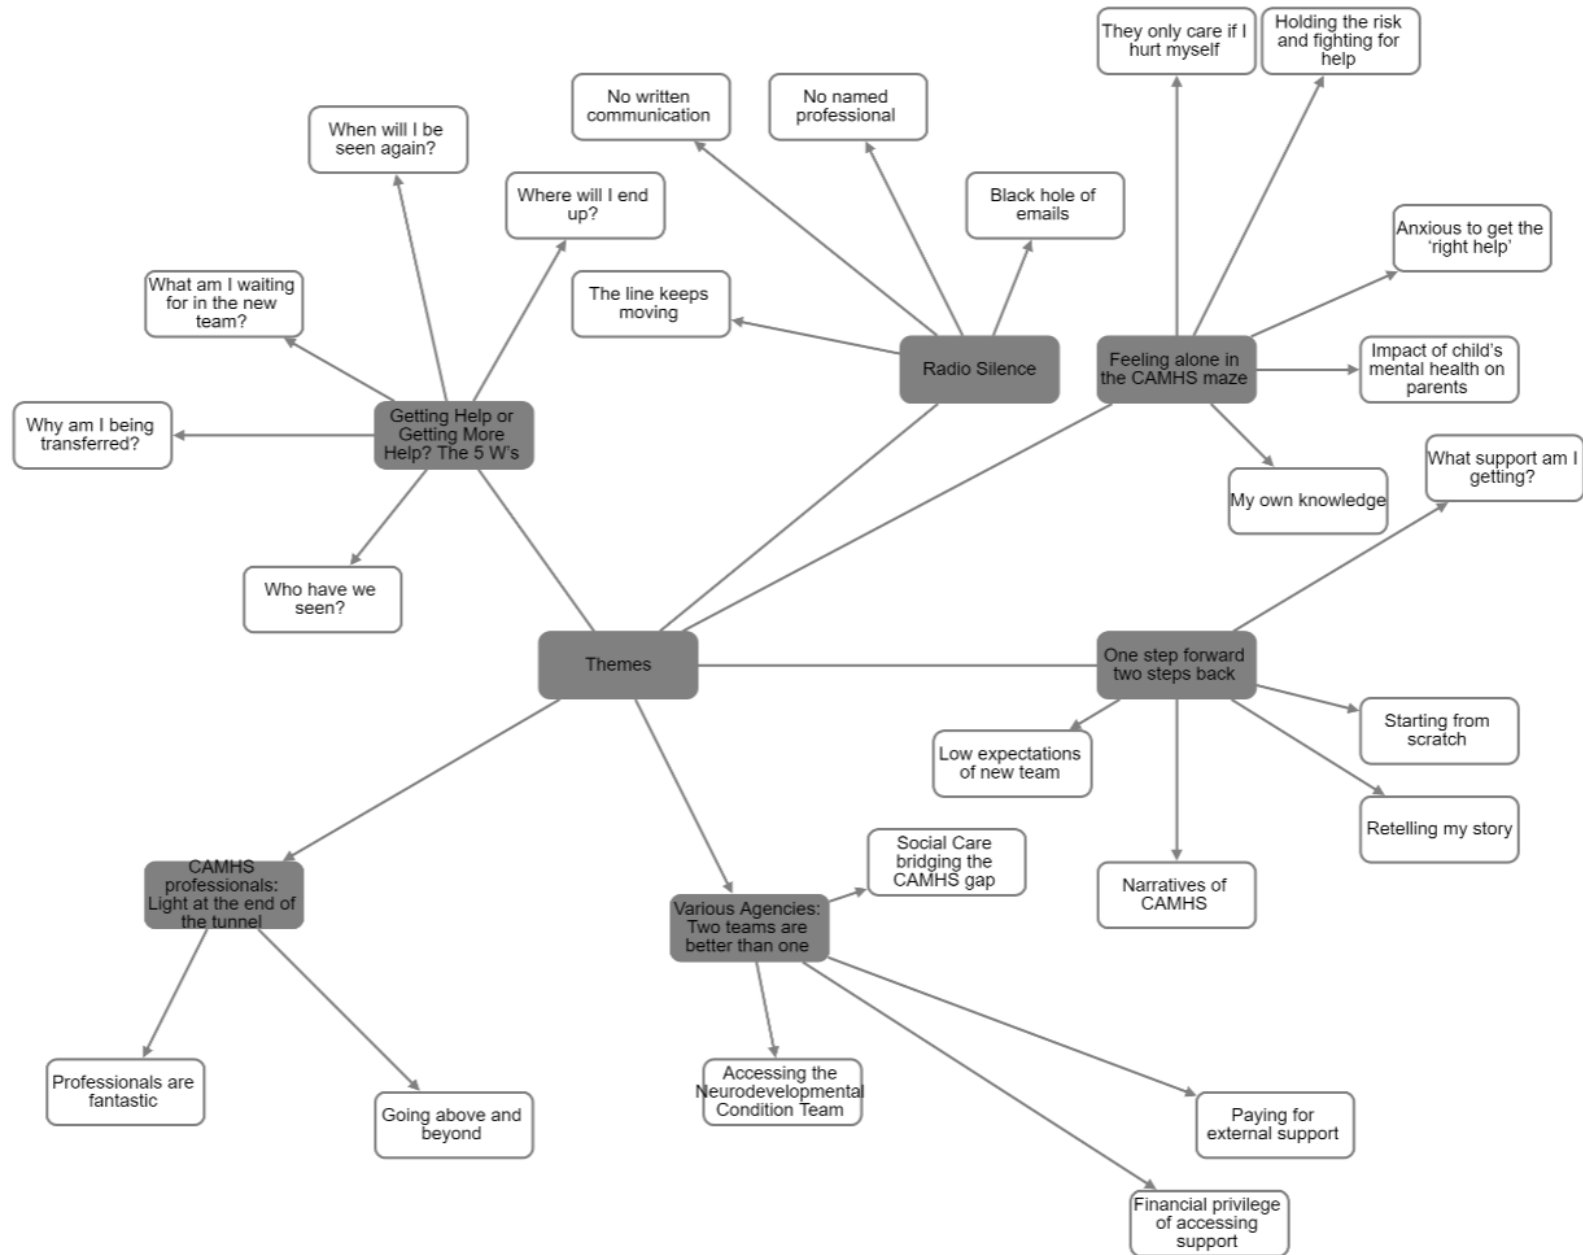 They only care if I
hurt myself
Holding the risk
and fighting for
help
No written
communication
No named
professional
When will I be
seen again?
Where will I end
up?
Black hole of
emails
Anxious to get the
‘right help’
What am I waiting
for in the new
team?
The line keeps
moving
Radio Silence
Feeling alone in
the CAMHS maze
Impact of child's
mental health on
parents
Why am I being
transferred?
Getting Help or
Getting More
Help? The 5 W's
What support am I
getting?
My own knowledge
Who have we
seen?
Themes
One step forward
two steps back
Low expectations
of new team
Starting from
scratch
Retelling my story
Narratives of
CAMHS
Social Care
bridging the
CAMHS gap
CAMHS
professionals:
Light at the end of
the tunnel
Various Agencies:
Two teams are
better than one
Professionals are
fantastic
Going above and
beyond
Accessing the
Neurodevelopmental
Condition Team
Paying for
external support
Financial privilege
of accessing
support